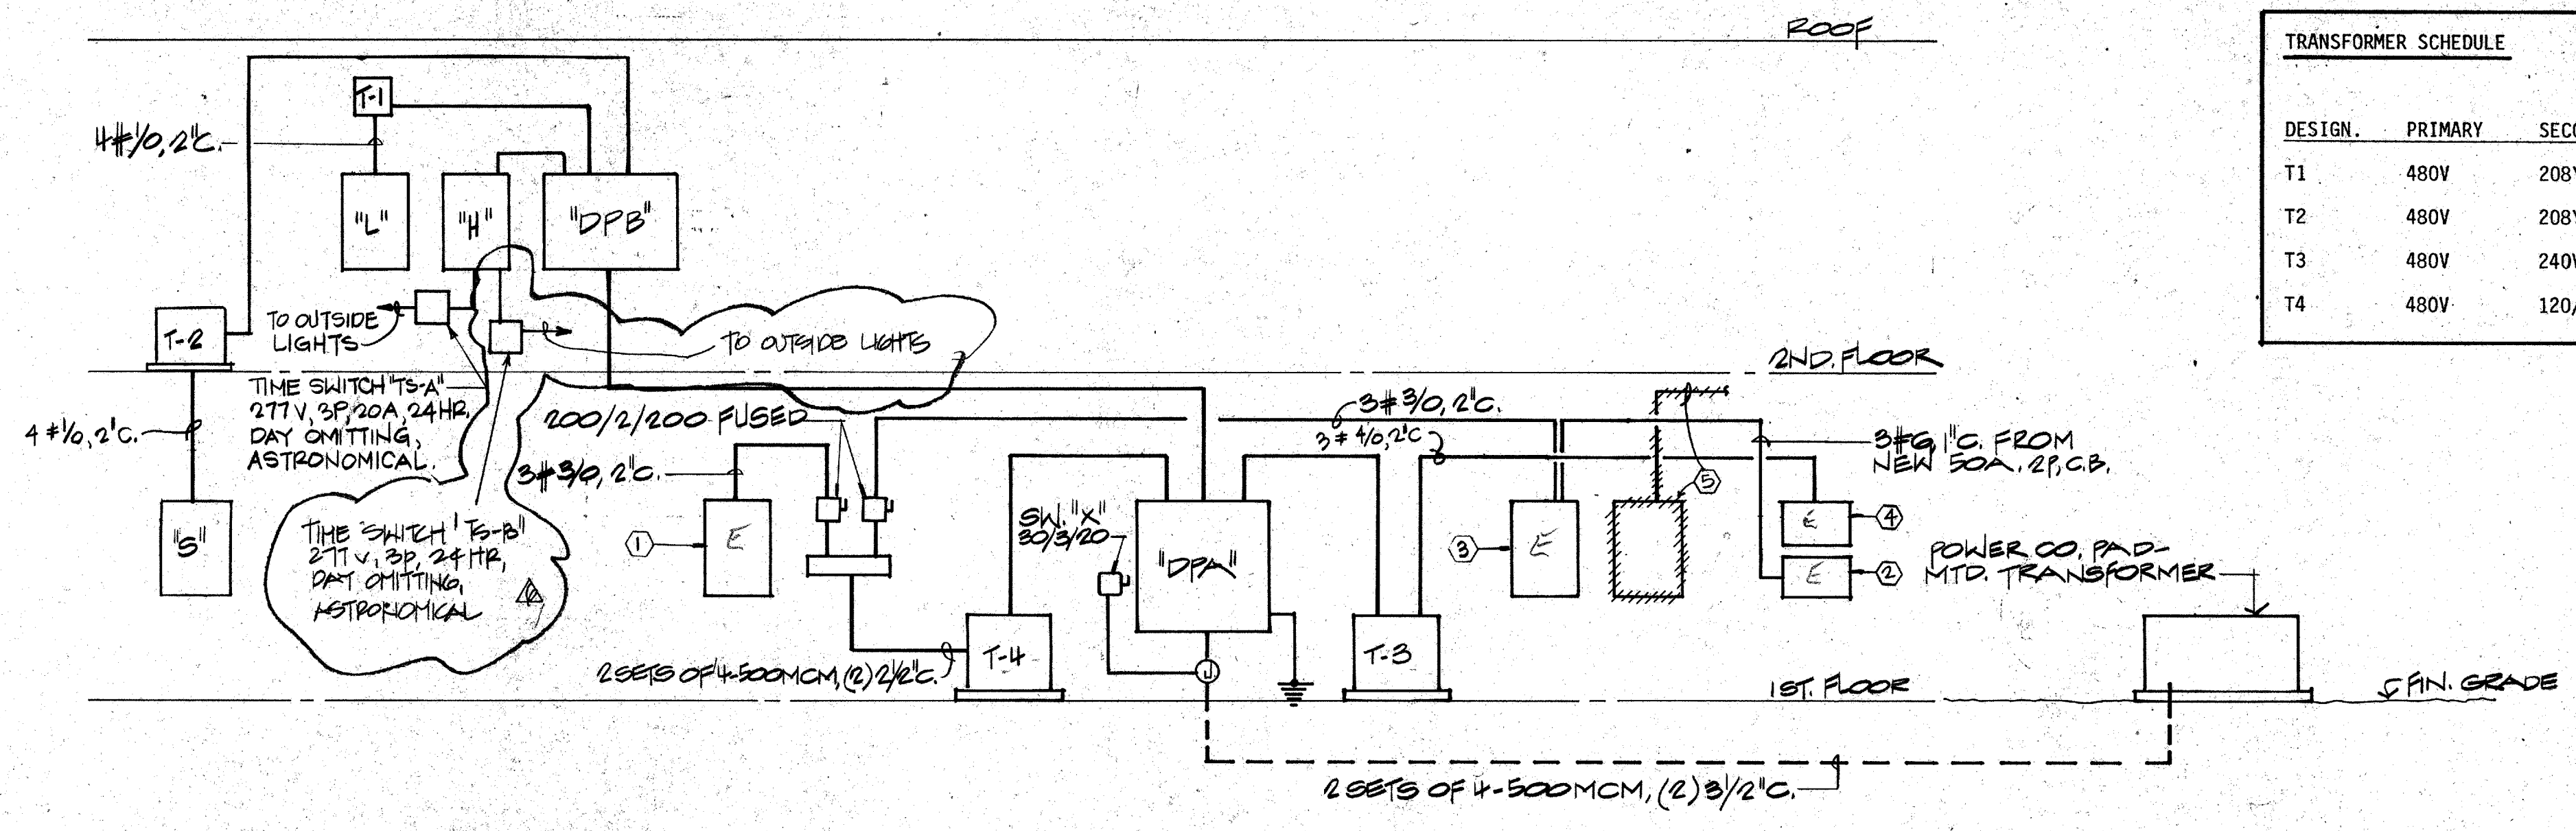 ROOF
TRANSFORMER SCHEDULE
DESIGN. PRIMARY SECO
T1 480V 208Y
T2 480V 208Y
T3 480V 240V
T4 480V 120/
T-1
4#1/0, 2"C.
"L"
"H"
"DPB"
T-2
TO OUTSIDE
LIGHTS
TO OUTSIDE LIGHTS
2ND. FLOOR
TIME SWITCH "TS-A"
277V, 3P, 20A, 24HR,
DAY OMITTING,
ASTRONOMICAL.
4#1/0, 2"C.
"S"
200/2/200 FUSED
3#3/0, 2"C.
3#3/0, 2"C.
3#4/0, 2"C
3#6, 1"C. FROM
NEW 50A, 2P, C.B.
TIME SWITCH "TS-B"
277V, 3P, 24HR,
DAY OMITTING,
ASTRONOMICAL
1
E
SW. "X"
30/3/20
"DPA"
3
E
5
E
4
E
2
POWER CO. PAD-
MTD. TRANSFORMER
2 SETS OF 4-500MCM, (2) 2 1/2"C.
T-4
J
T-3
1ST. FLOOR
FIN. GRADE
2 SETS OF 4-500MCM, (2) 3 1/2"C.